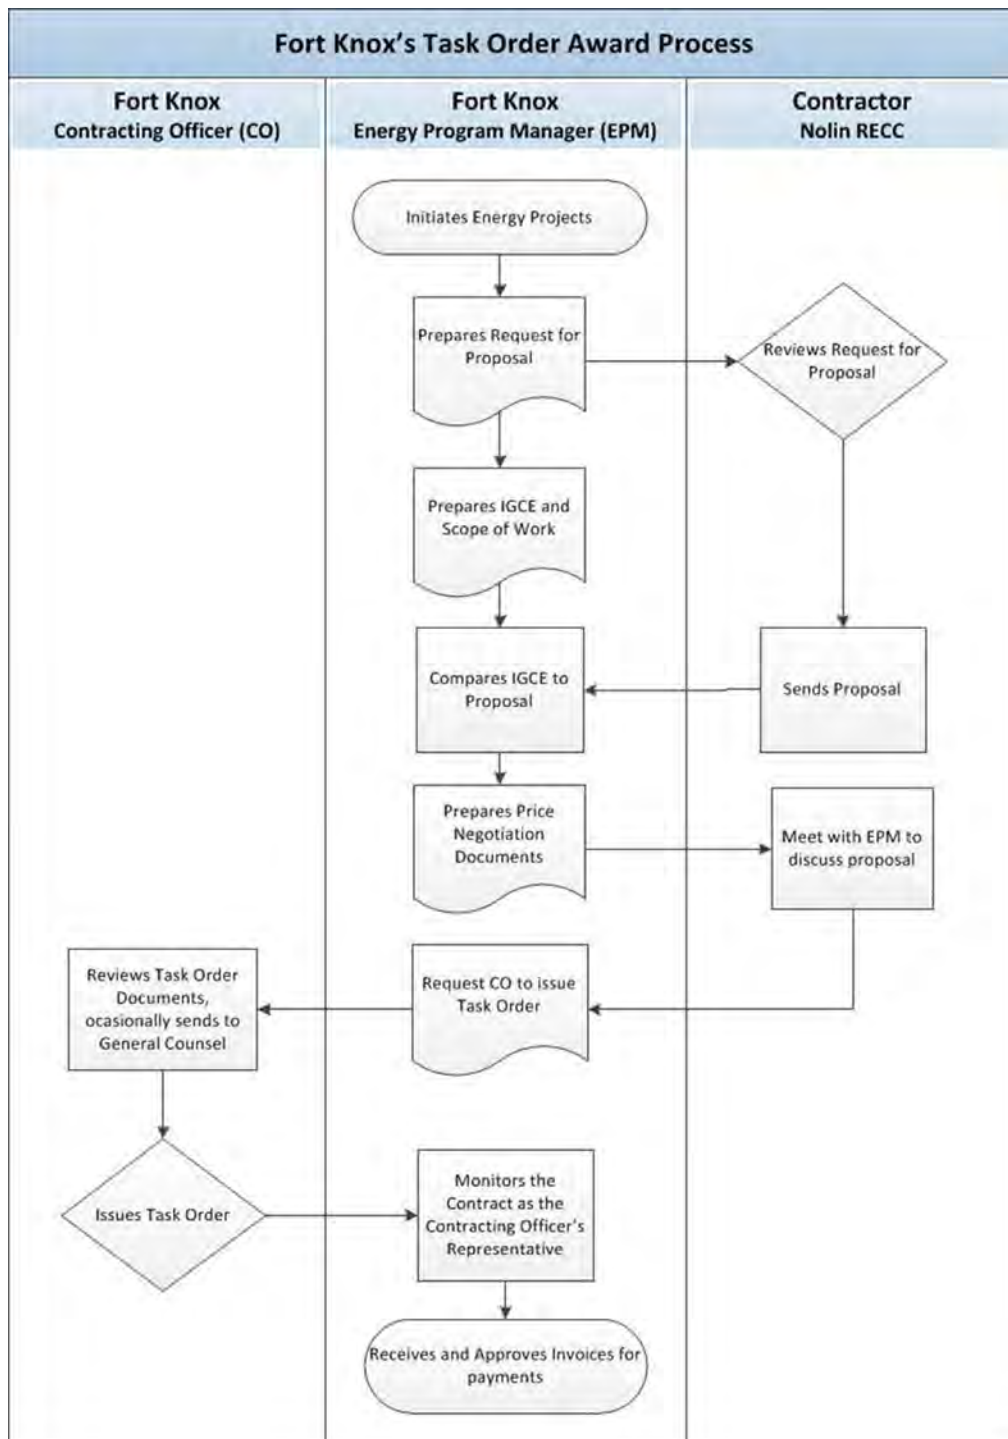 Fort Knox's Task Order Award Process
Fort Knox
Contracting Officer (CO)
Fort Knox
Energy Program Manager (EPM)
Contractor
Nolin RECC
Initiates Energy Projects
Prepares Request for
Proposal
Reviews Request for
Proposal
Prepares IGCE and
Scope of Work
Compares IGCE to
Proposal
Sends Proposal
Prepares Price
Negotiation
Documents
Meet with EPM to
discuss proposal
Request CO to issue
Task Order
Reviews Task Order
Documents,
ocasionally sends to
General Counsel
Issues Task Order
Monitors the
Contract as the
Contracting Officer's
Representative
Receives and Approves Invoices for
payments